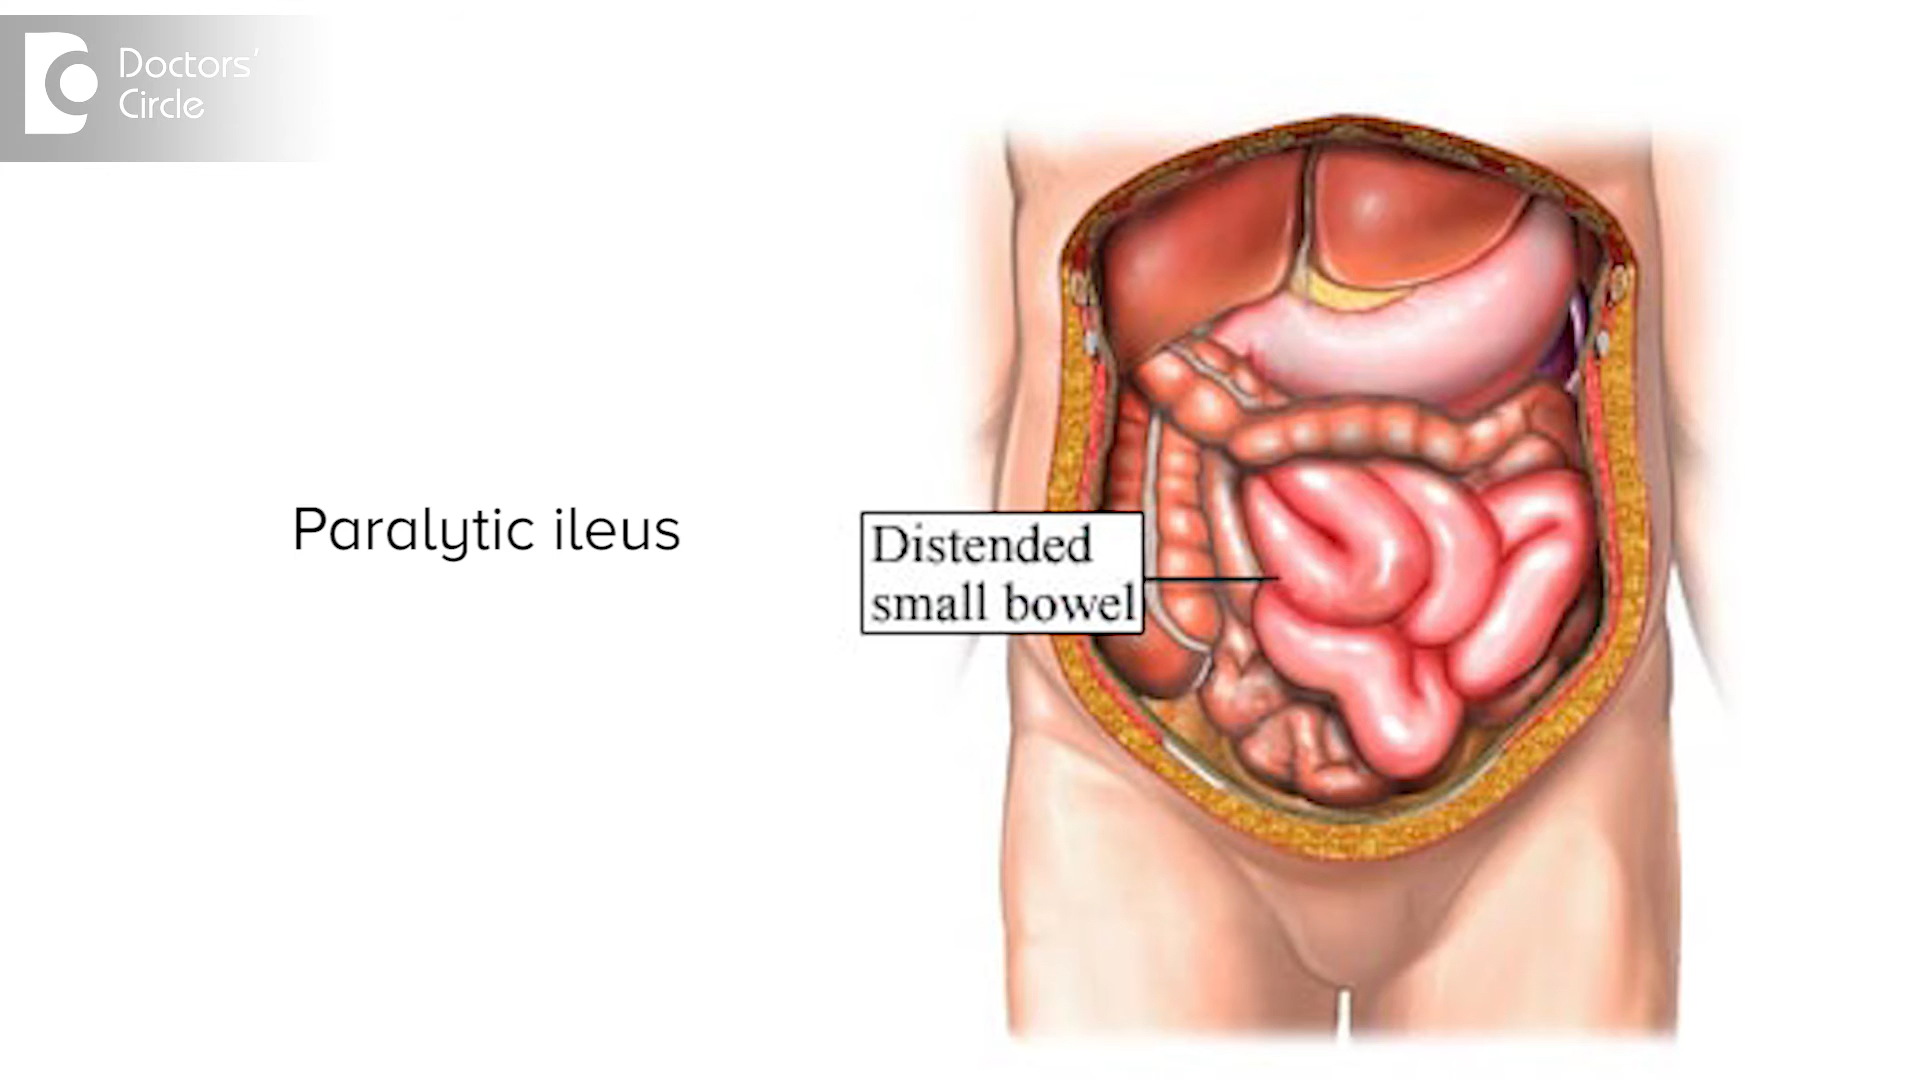 Doctors'
Circle
Paralytic ileus
Distended
small bowel